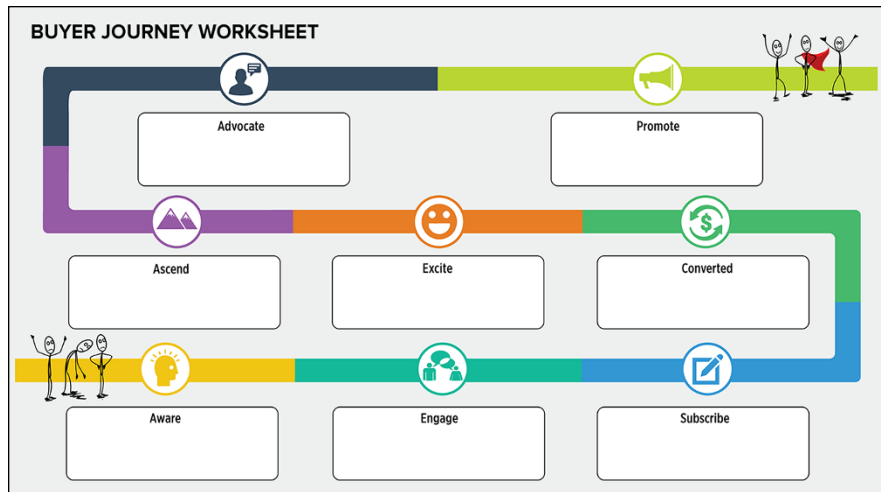 BUYER JOURNEY WORKSHEET
Advocate
Promote
Ascend
Excite
$
Converted
Aware
Engage
Subscribe